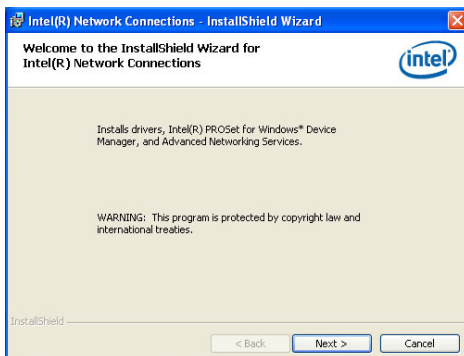 Intel(R) Network Connections - InstallShield Wizard
Welcome to the InstallShield Wizard for
Intel(R) Network Connections
intel
Installs drivers, Intel(R) PROSet for Windows* Device
Manager, and Advanced Networking Services.
WARNING: This program is protected by copyright law and
international treaties.
InstallShield
< Back Next > Cancel